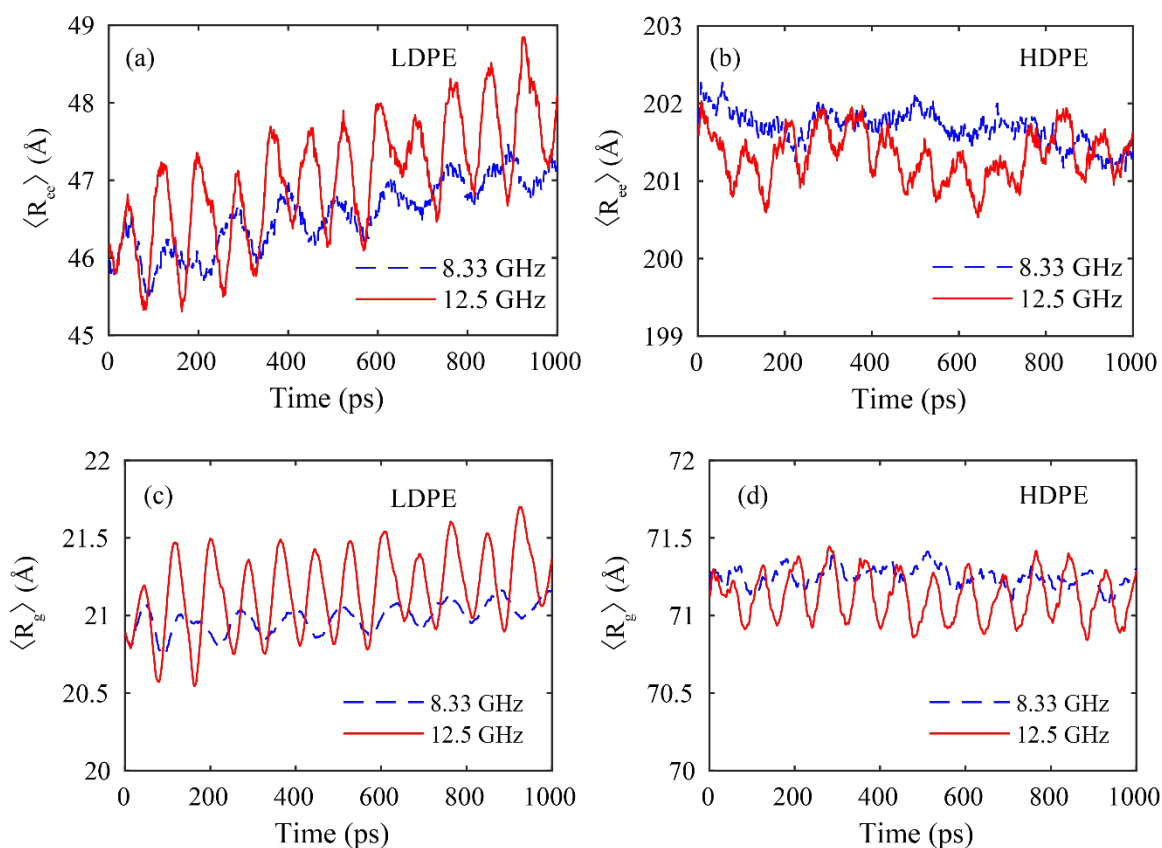 (a)
LDPE
49
48
47
46
45
⟨Ree⟩ (Å)
8.33 GHz
12.5 GHz
0
200
400
600
800
1000
Time (ps)
(b)
HDPE
203
202
201
200
199
⟨Ree⟩ (Å)
8.33 GHz
12.5 GHz
0
200
400
600
800
1000
Time (ps)
(c)
LDPE
22
21.5
21
20.5
20
⟨Rg⟩ (Å)
8.33 GHz
12.5 GHz
0
200
400
600
800
1000
Time (ps)
(d)
HDPE
72
71.5
71
70.5
70
⟨Rg⟩ (Å)
8.33 GHz
12.5 GHz
0
200
400
600
800
1000
Time (ps)